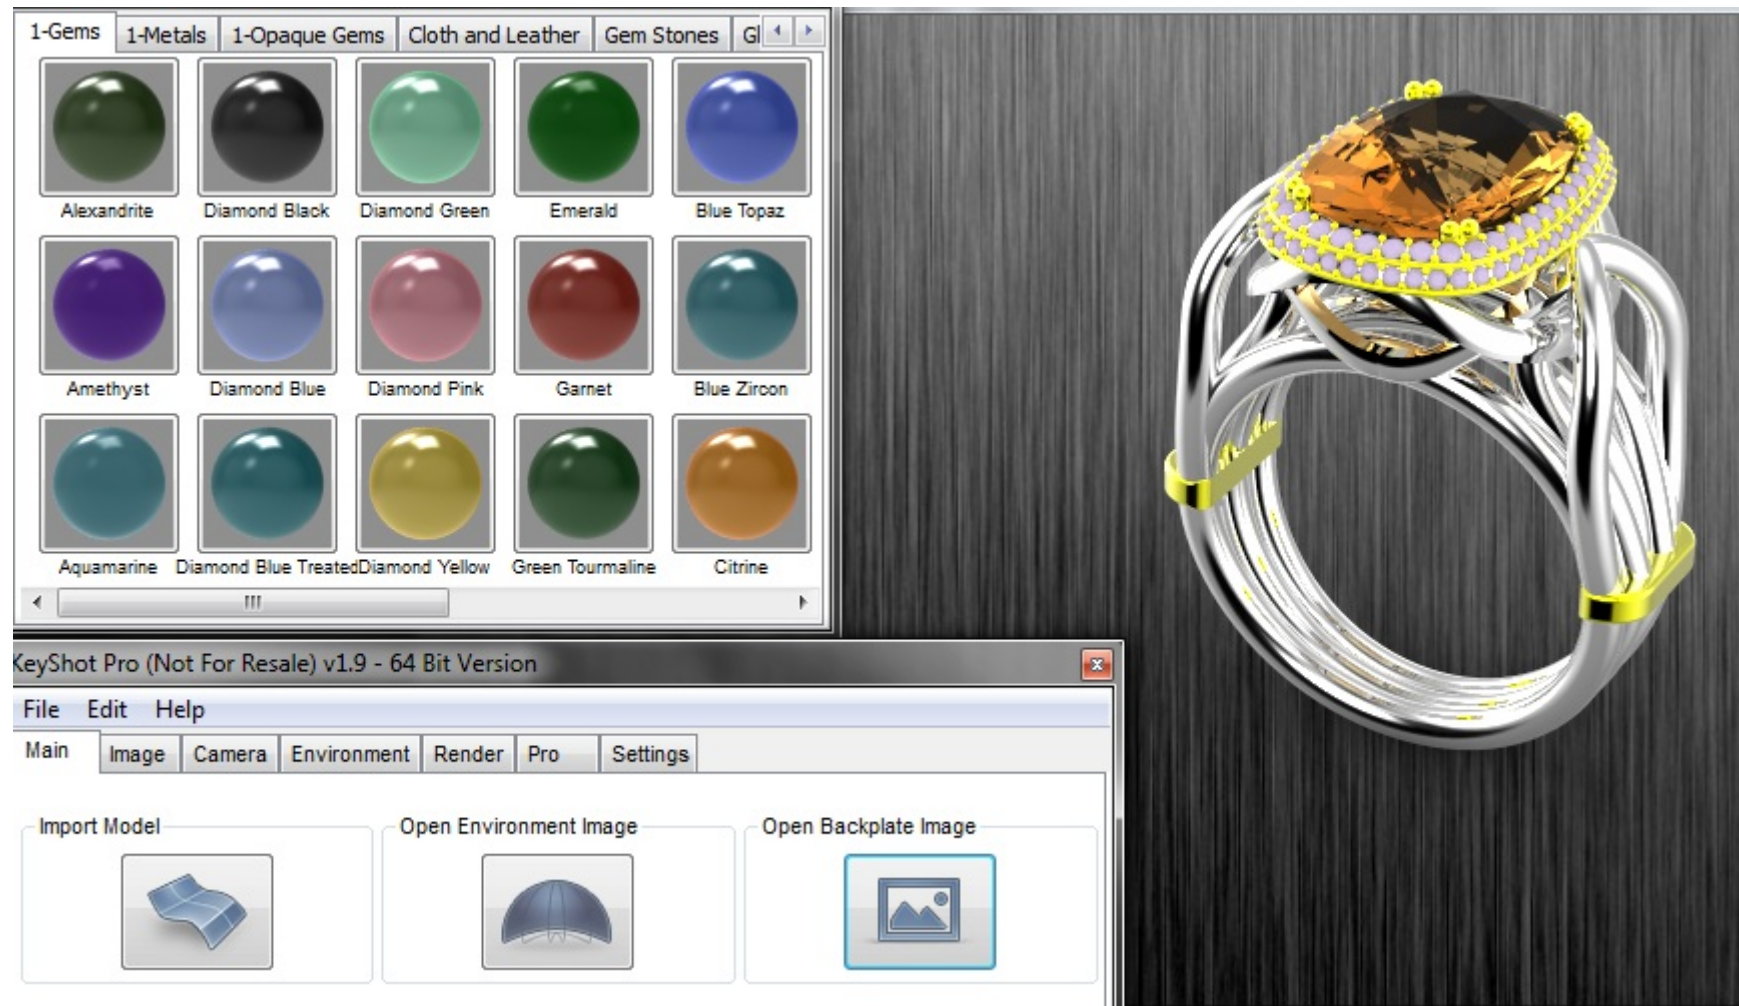 1-Gems 1-Metals 1-Opaque Gems Cloth and Leather Gem Stones Gl
Alexandrite Diamond Black Diamond Green Emerald Blue Topaz
Amethyst Diamond Blue Diamond Pink Garnet Blue Zircon
Aquamarine Diamond Blue Treated Diamond Yellow Green Tourmaline Citrine
KeyShot Pro (Not For Resale) v1.9 - 64 Bit Version
File Edit Help
Main Image Camera Environment Render Pro Settings
Import Model Open Environment Image Open Backplate Image